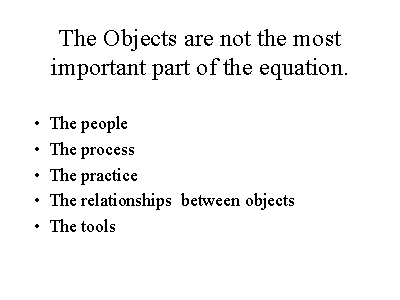 The Objects are not the most
important part of the equation.
• The people
• The process
• The practice
• The relationships  between objects
• The tools